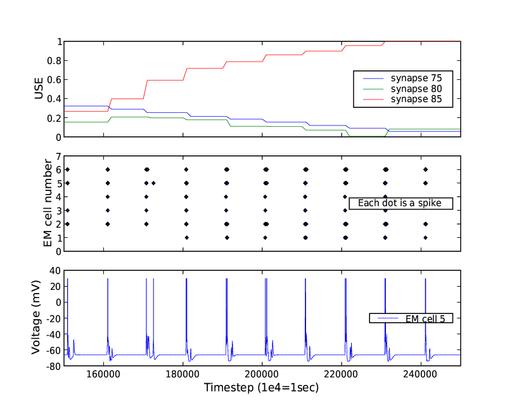 1
0.8
0.6
0.4
0.2
0
USE
synapse 75
synapse 80
synapse 85
7
6
5
4
3
2
1
0
EM cell number
Each dot is a spike
40
20
0
-20
-40
-60
-80
Voltage (mV)
EM cell 5
160000 180000 200000 220000 240000
Timestep (1e4=1sec)